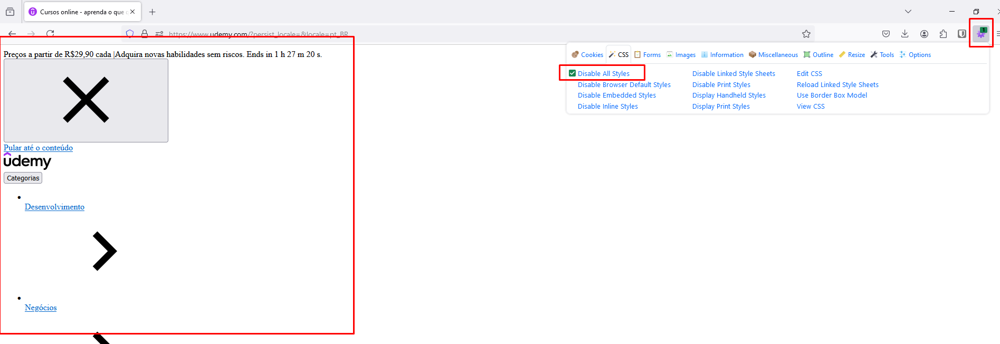 Cursos online - aprenda o que
https://www.udemy.com/?persist_locale=&locale=pt_BR
1
Cookies CSS Forms Images Information Miscellaneous Outline Resize Tools Options
Disable All Styles Disable Linked Style Sheets Edit CSS
Disable Browser Default Styles Disable Print Styles Reload Linked Style Sheets
Disable Embedded Styles Display Handheld Styles Use Border Box Model
Disable Inline Styles Display Print Styles View CSS
Preços a partir de R$29,90 cada |Adquira novas habilidades sem riscos. Ends in 1 h 27 m 20 s.
Pular até o conteúdo
ûdemy
Categorias
Desenvolvimento
Negócios